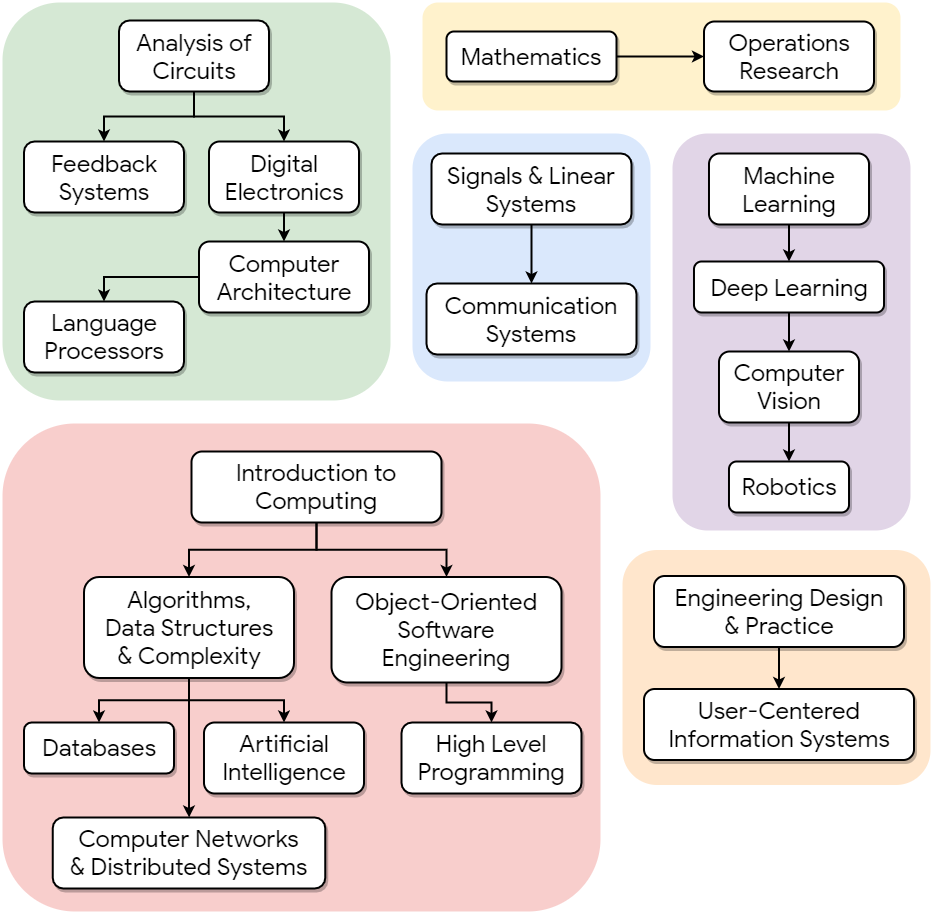 Analysis of
Circuits
Feedback
Systems
Digital
Electronics
Computer
Architecture
Language
Processors
Mathematics
Operations
Research
Signals & Linear
Systems
Communication
Systems
Machine
Learning
Deep Learning
Computer
Vision
Robotics
Introduction to
Computing
Algorithms,
Data Structures
& Complexity
Object-Oriented
Software
Engineering
Databases
Artificial
Intelligence
High Level
Programming
Computer Networks
& Distributed Systems
Engineering Design
& Practice
User-Centered
Information Systems